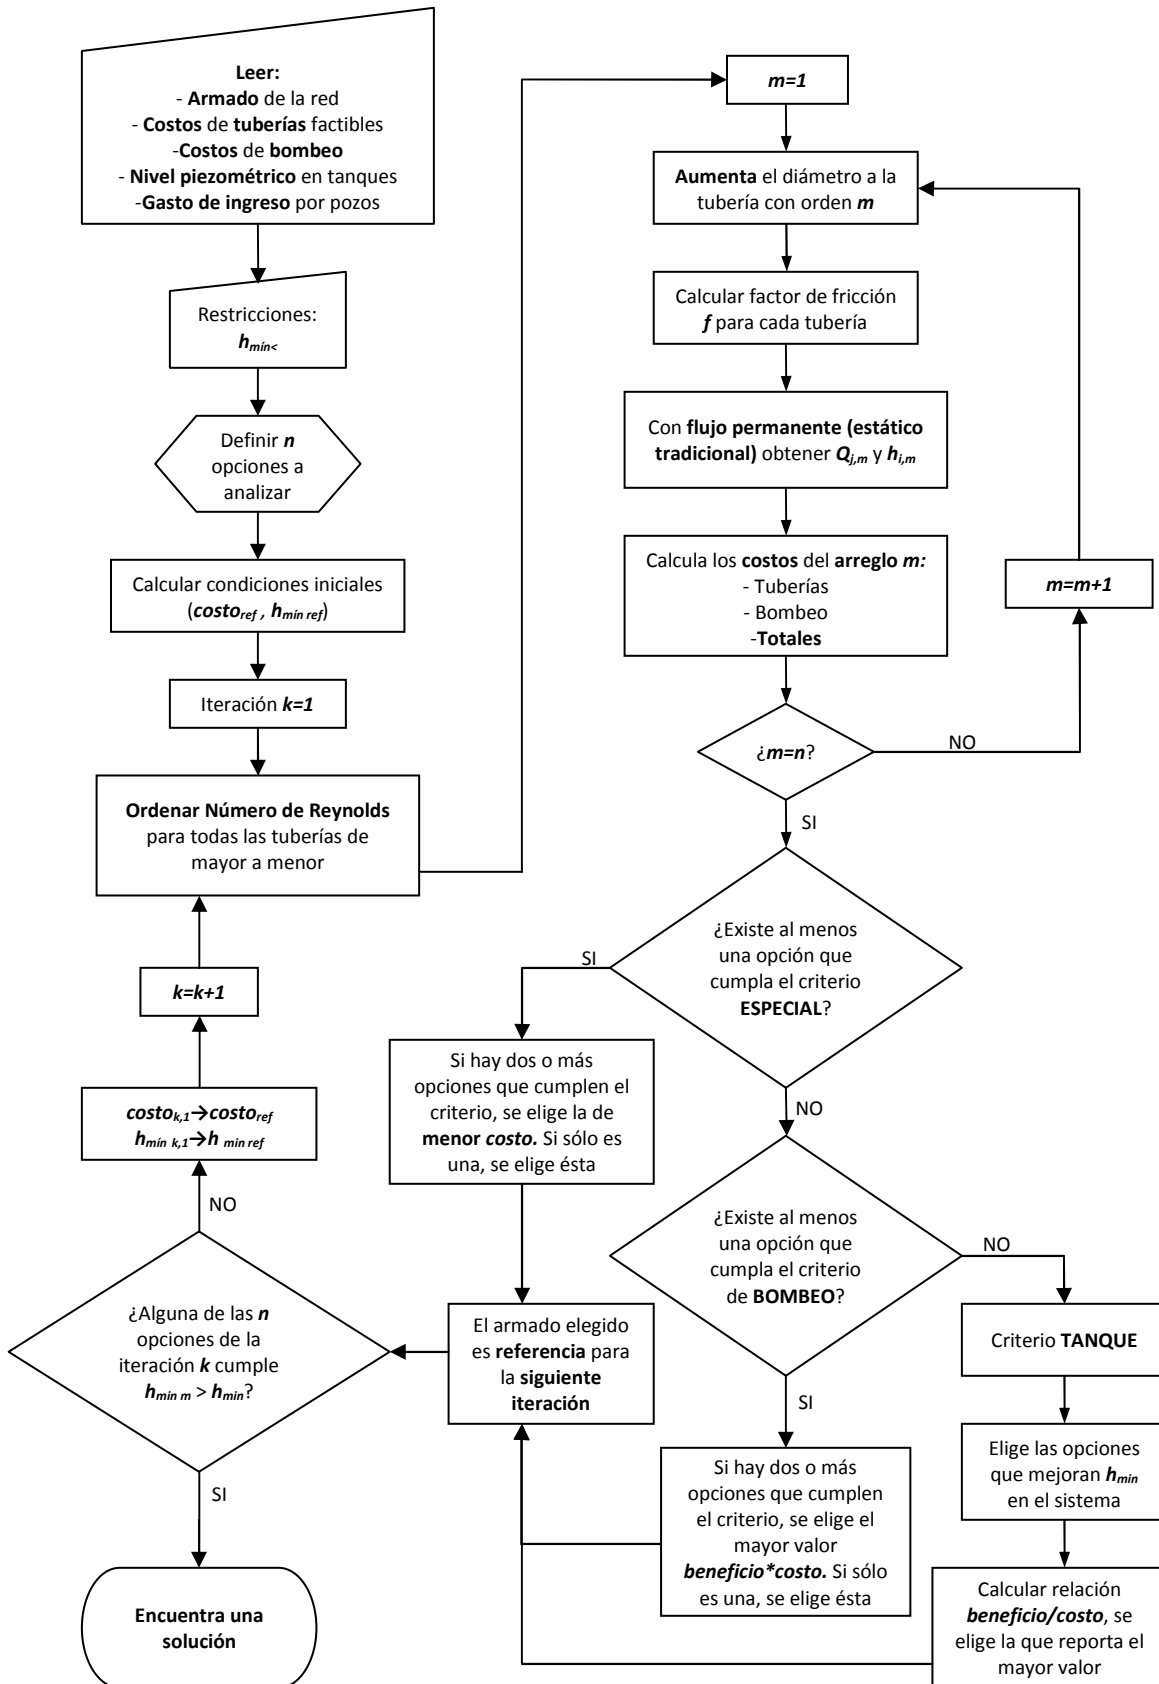 Leer:
- Armado de la red
- Costos de tuberías factibles
-Costos de bombeo
- Nivel piezométrico en tanques
-Gasto de ingreso por pozos
Restricciones:
hmín<
Definir n
opciones a
analizar
Calcular condiciones iniciales
(costoref , hmín ref)
Iteración k=1
Ordenar Número de Reynolds
para todas las tuberías de
mayor a menor
k=k+1
costok,1→costoref
hmín k,1→h min ref
NO
¿Alguna de las n
opciones de la
iteración k cumple
hmin m > hmin?
SI
Encuentra una
solución
m=1
Aumenta el diámetro a la
tubería con orden m
Calcular factor de fricción
f para cada tubería
Con flujo permanente (estático
tradicional) obtener Qj,m y hi,m
Calcula los costos del arreglo m:
- Tuberías
- Bombeo
-Totales
m=m+1
¿m=n?
NO
SI
¿Existe al menos
una opción que
cumpla el criterio
ESPECIAL?
SI
NO
Si hay dos o más
opciones que cumplen el
criterio, se elige la de
menor costo. Si sólo es
una, se elige ésta
¿Existe al menos
una opción que
cumpla el criterio
de BOMBEO?
NO
SI
El armado elegido
es referencia para
la siguiente
iteración
Criterio TANQUE
Elige las opciones
que mejoran hmin
en el sistema
Si hay dos o más
opciones que cumplen
el criterio, se elige el
mayor valor
beneficio*costo. Si sólo
es una, se elige ésta
Calcular relación
beneficio/costo, se
elige la que reporta el
mayor valor